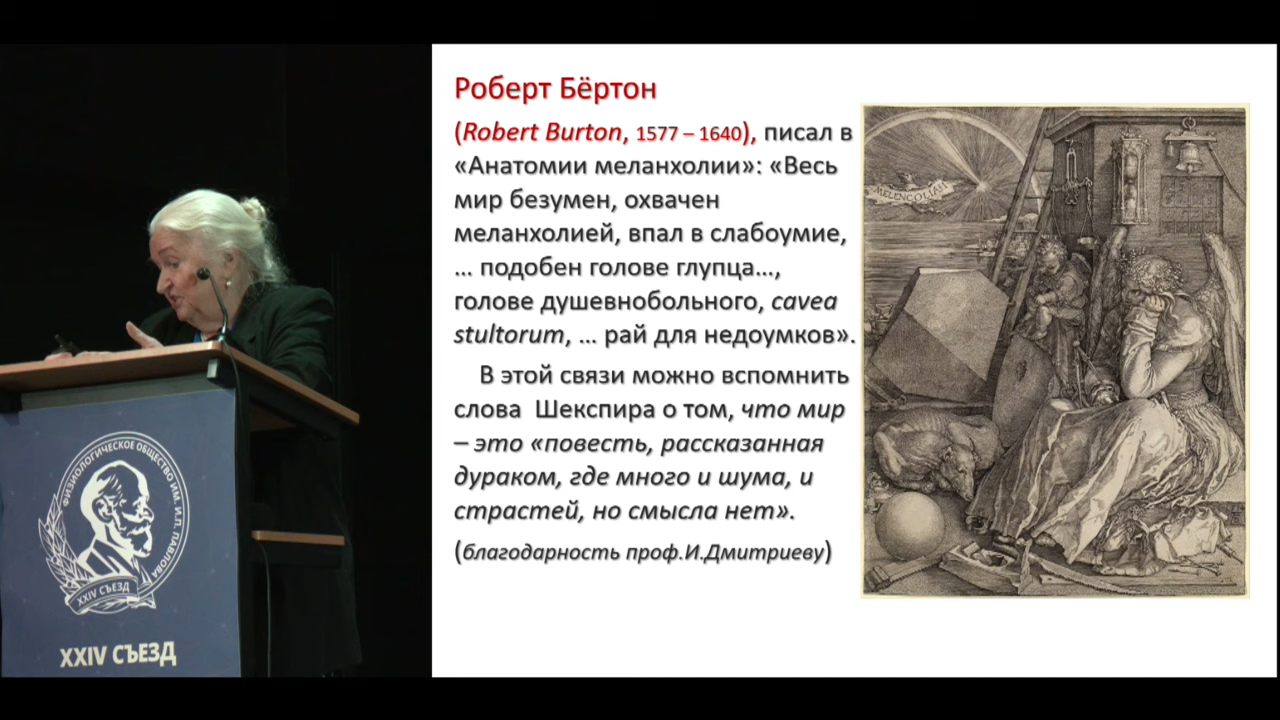 Роберт Бёртон
(Robert Burton, 1577 – 1640), писал в
«Анатомии меланхолии»: «Весь
мир безумен, охвачен
меланхолией, впал в слабоумие,
… подобен голове глупца…,
голове душевнобольного, cavea
stultorum, … рай для недоумков».
В этой связи можно вспомнить
слова Шекспира о том, что мир
– это «повесть, рассказанная
дураком, где много и шума, и
страстей, но смысла нет».
(благодарность проф.И.Дмитриеву)
MELENCOLIA I
ФИЗИОЛОГИЧЕСКОЕ ОБЩЕСТВО ИМ. И.П. ПАВЛОВА
XXIV СЪЕЗД
XXIV СЪЕЗД